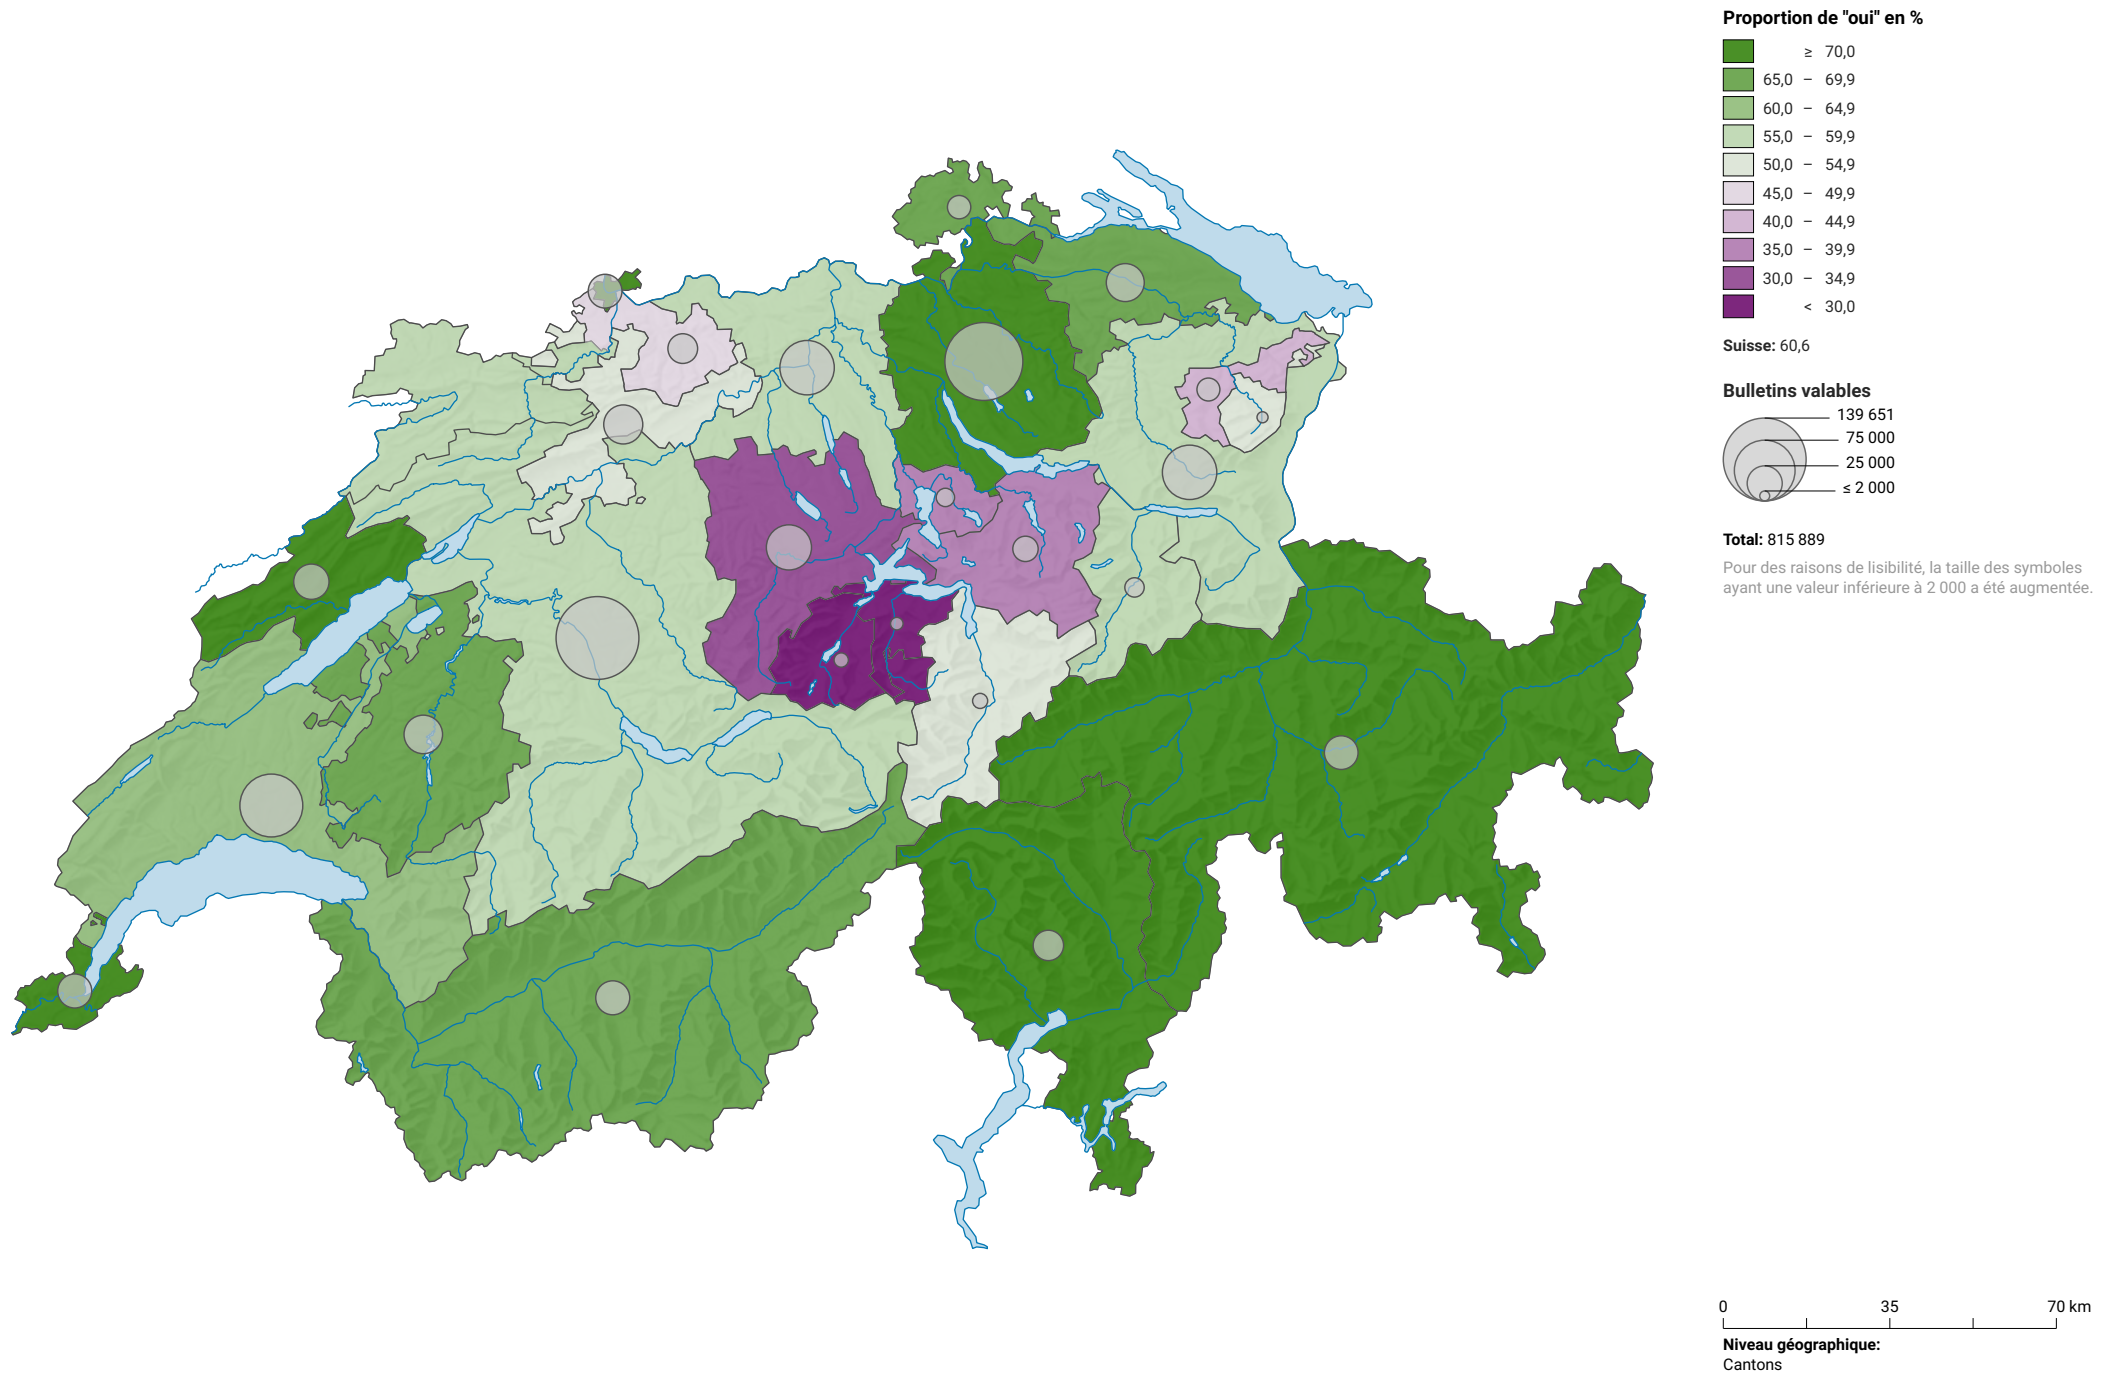 Proportion de "oui" en %
≥ 70,0
65,0 – 69,9
60,0 – 64,9
55,0 – 59,9
50,0 – 54,9
45,0 – 49,9
40,0 – 44,9
35,0 – 39,9
30,0 – 34,9
< 30,0
Suisse: 60,6
Bulletins valables
139 651
75 000
25 000
≤ 2 000
Total: 815 889
Pour des raisons de lisibilité, la taille des symboles
ayant une valeur inférieure à 2 000 a été augmentée.
0 35 70 km
Niveau géographique:
Cantons